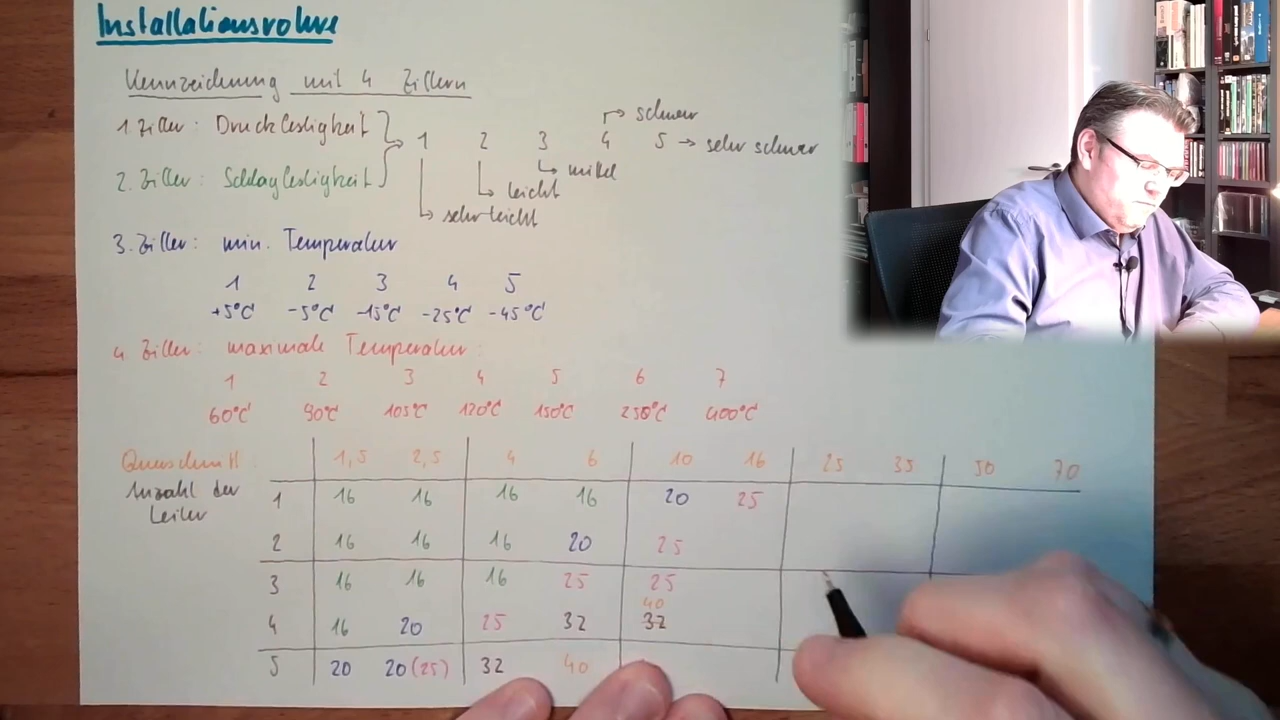 Installationsrohre
Kennzeichnung mit 4 Ziffern
1. Ziffer: Druckfestigkeit 1 2 3 4 5 → sehr schwer
schwer
mittel
2. Ziffer: Schlagfestigkeit leicht
sehr leicht
3. Ziffer: min. Temperatur
1 2 3 4 5
+5°C -5°C -15°C -25°C -45°C
4. Ziffer: maximale Temperatur:
1 2 3 4 5 6 7
60°C 90°C 105°C 120°C 150°C 250°C 400°C
Querschnitt 1,5 2,5 4 6 10 16 25 35 50 70
Anzahl der
Leiter
1 16 16 16 16 20 25
2 16 16 16 20 25
3 16 16 16 25 25
40
4 16 20 25 32 32
5 20 20 (25) 32 40